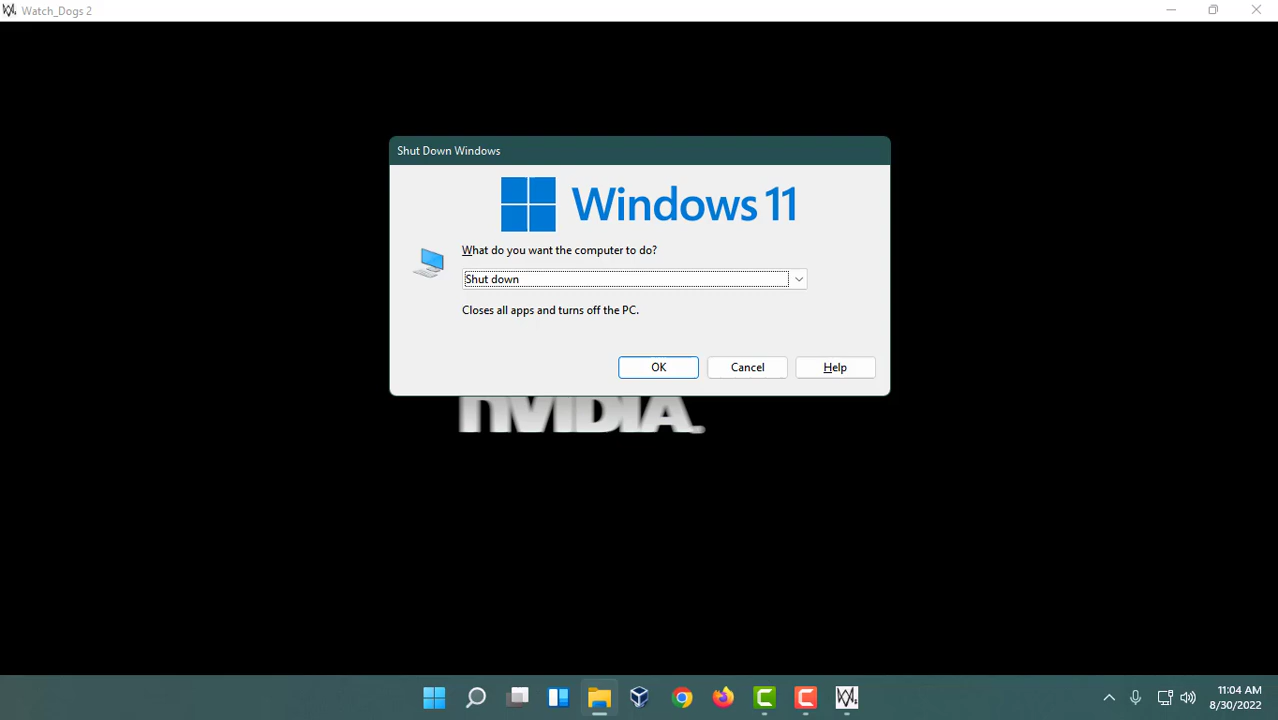 Watch_Dogs 2
Shut Down Windows
Windows 11
What do you want the computer to do?
Shut down
Closes all apps and turns off the PC.
OK Cancel Help
nVIDIA.
11:04 AM
8/30/2022